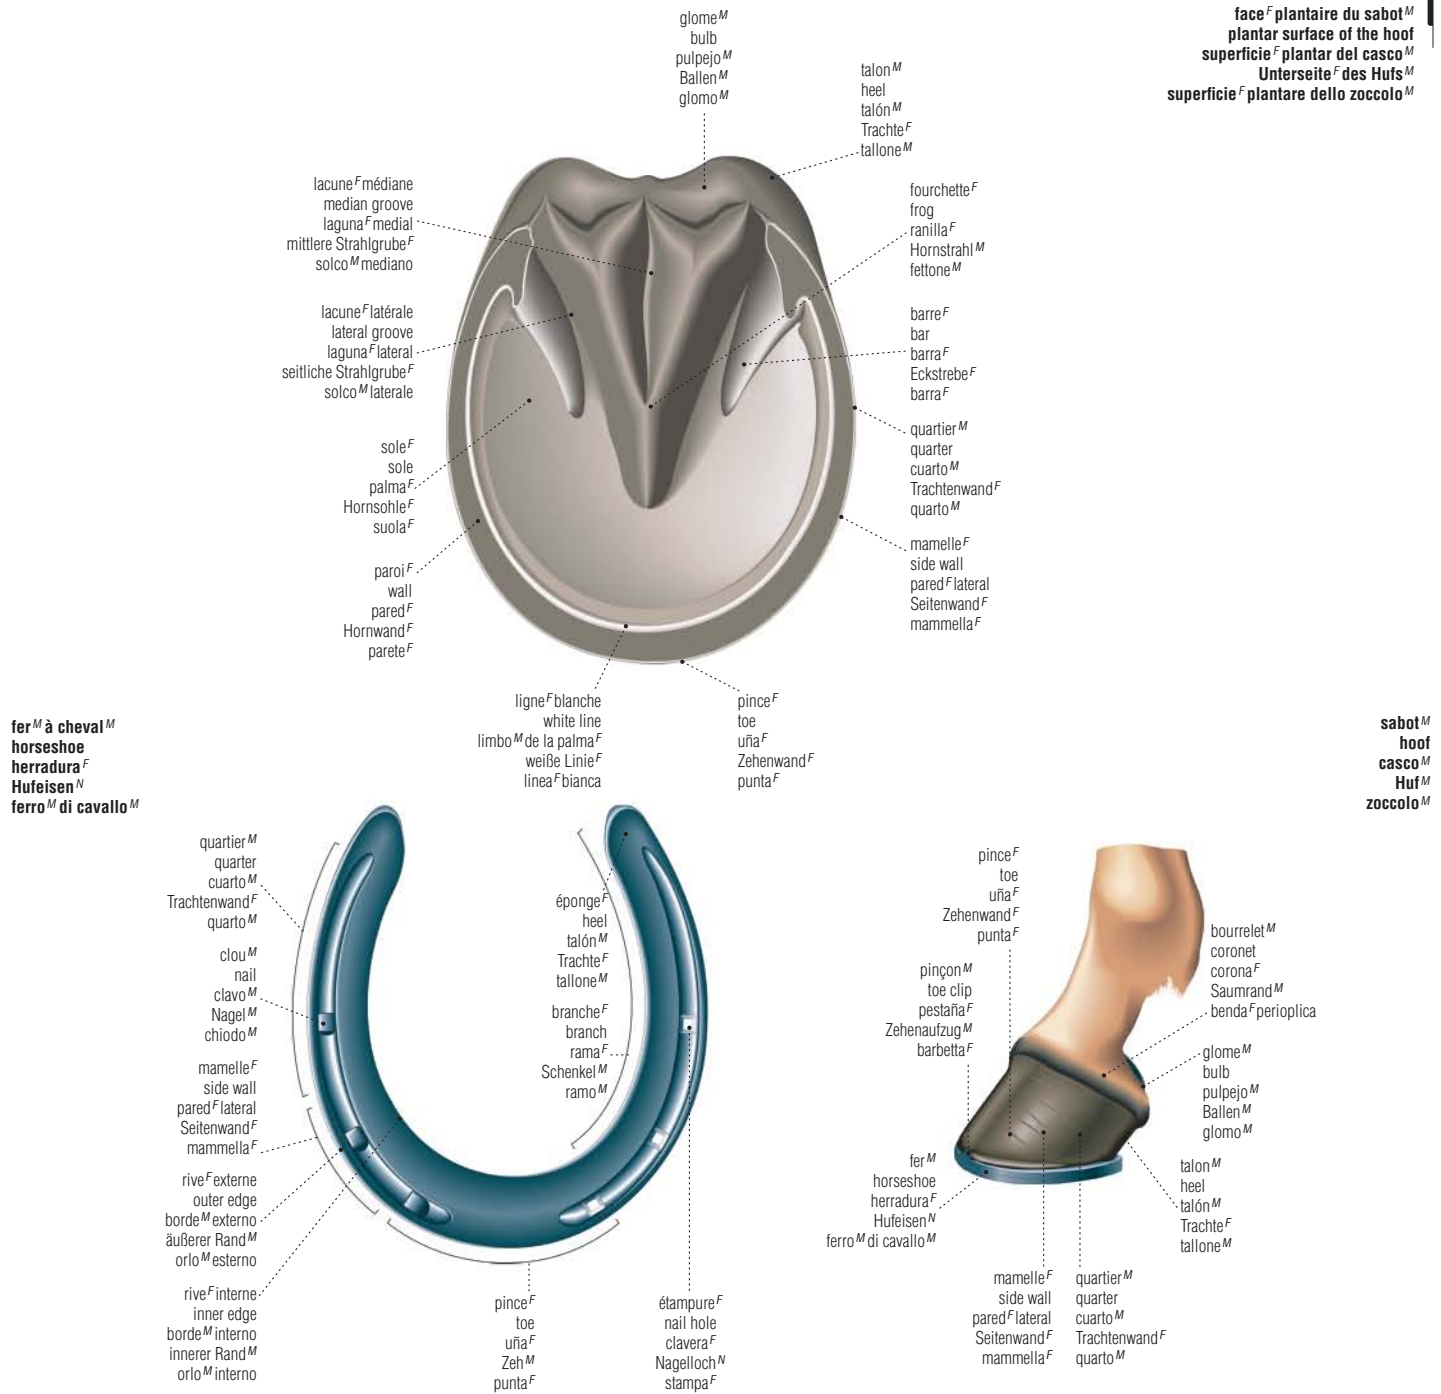 face F plantaire du sabot M
plantar surface of the hoof
superficie F plantar del casco M
Unterseite F des Hufs M
superficie F plantare dello zoccolo M
glome M
bulb
pulpejo M
Ballen M
glomo M
talon M
heel
talón M
Trachte F
tallone M
lacune F médiane
median groove
laguna F medial
mittlere Strahlgrube F
solco M mediano
fourchette F
frog
ranilla F
Hornstrahl M
fettone M
lacune F latérale
lateral groove
laguna F lateral
seitliche Strahlgrube F
solco M laterale
barre F
bar
barra F
Eckstrebe F
barra F
sole F
sole
palma F
Hornsohle F
suola F
quartier M
quarter
cuarto M
Trachtenwand F
quarto M
paroi F
wall
pared F
Hornwand F
parete F
mamelle F
side wall
pared F lateral
Seitenwand F
mammella F
ligne F blanche
white line
limbo M de la palma F
weiße Linie F
linea F bianca
pince F
toe
uña F
Zehenwand F
punta F
fer M à cheval M
horseshoe
herradura F
Hufeisen N
ferro M di cavallo M
quartier M
quarter
cuarto M
Trachtenwand F
quarto M
clou M
nail
clavo M
Nagel M
chiodo M
mamelle F
side wall
pared F lateral
Seitenwand F
mammella F
rive F externe
outer edge
borde M externo
äußerer Rand M
orlo M esterno
rive F interne
inner edge
borde M interno
innerer Rand M
orlo M interno
éponge F
heel
talón M
Trachte F
tallone M
branche F
branch
rama F
Schenkel M
ramo M
pince F
toe
uña F
Zeh M
punta F
étampure F
nail hole
clavera F
Nagelloch N
stampa F
sabot M
hoof
casco M
Huf M
zoccolo M
pince F
toe
uña F
Zehenwand F
punta F
pinçon M
toe clip
pestaña F
Zehenaufzug M
barbetta F
bourrelet M
coronet
corona F
Saumrand M
benda F perioplica
glome M
bulb
pulpejo M
Ballen M
glomo M
fer M
horseshoe
herradura F
Hufeisen N
ferro M di cavallo M
talon M
heel
talón M
Trachte F
tallone M
mamelle F
side wall
pared F lateral
Seitenwand F
mammella F
quartier M
quarter
cuarto M
Trachtenwand F
quarto M